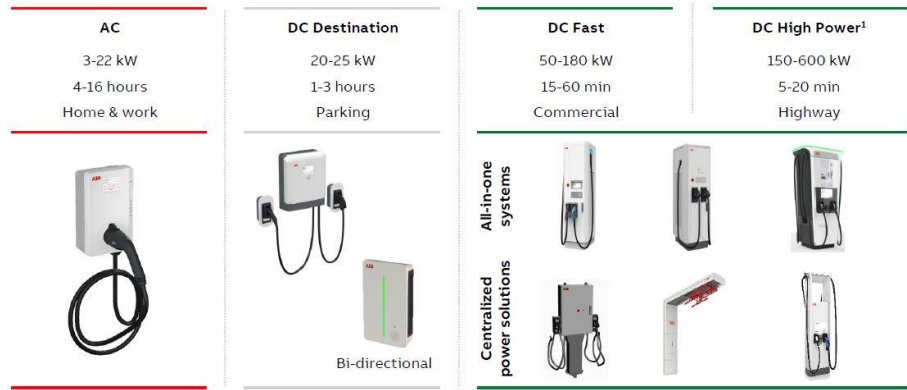 AC
3-22 kW
4-16 hours
Home & work
DC Destination
20-25 kW
1-3 hours
Parking
DC Fast
50-180 kW
15-60 min
Commercial
DC High Power¹
150-600 kW
5-20 min
Highway
ABB
ABB
Bi-directional
All-in-one
systems
Centralized
power solutions